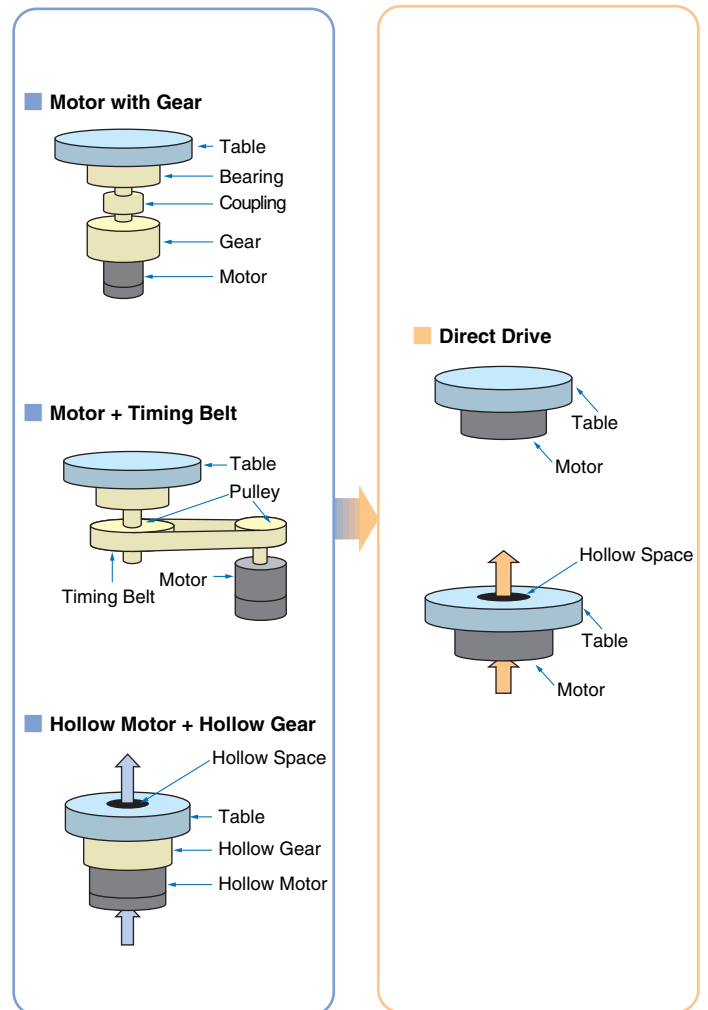 Motor with Gear
Table
Bearing
Coupling
Gear
Motor
Motor + Timing Belt
Table
Pulley
Motor
Timing Belt
Hollow Motor + Hollow Gear
Hollow Space
Table
Hollow Gear
Hollow Motor
Direct Drive
Table
Motor
Hollow Space
Table
Motor